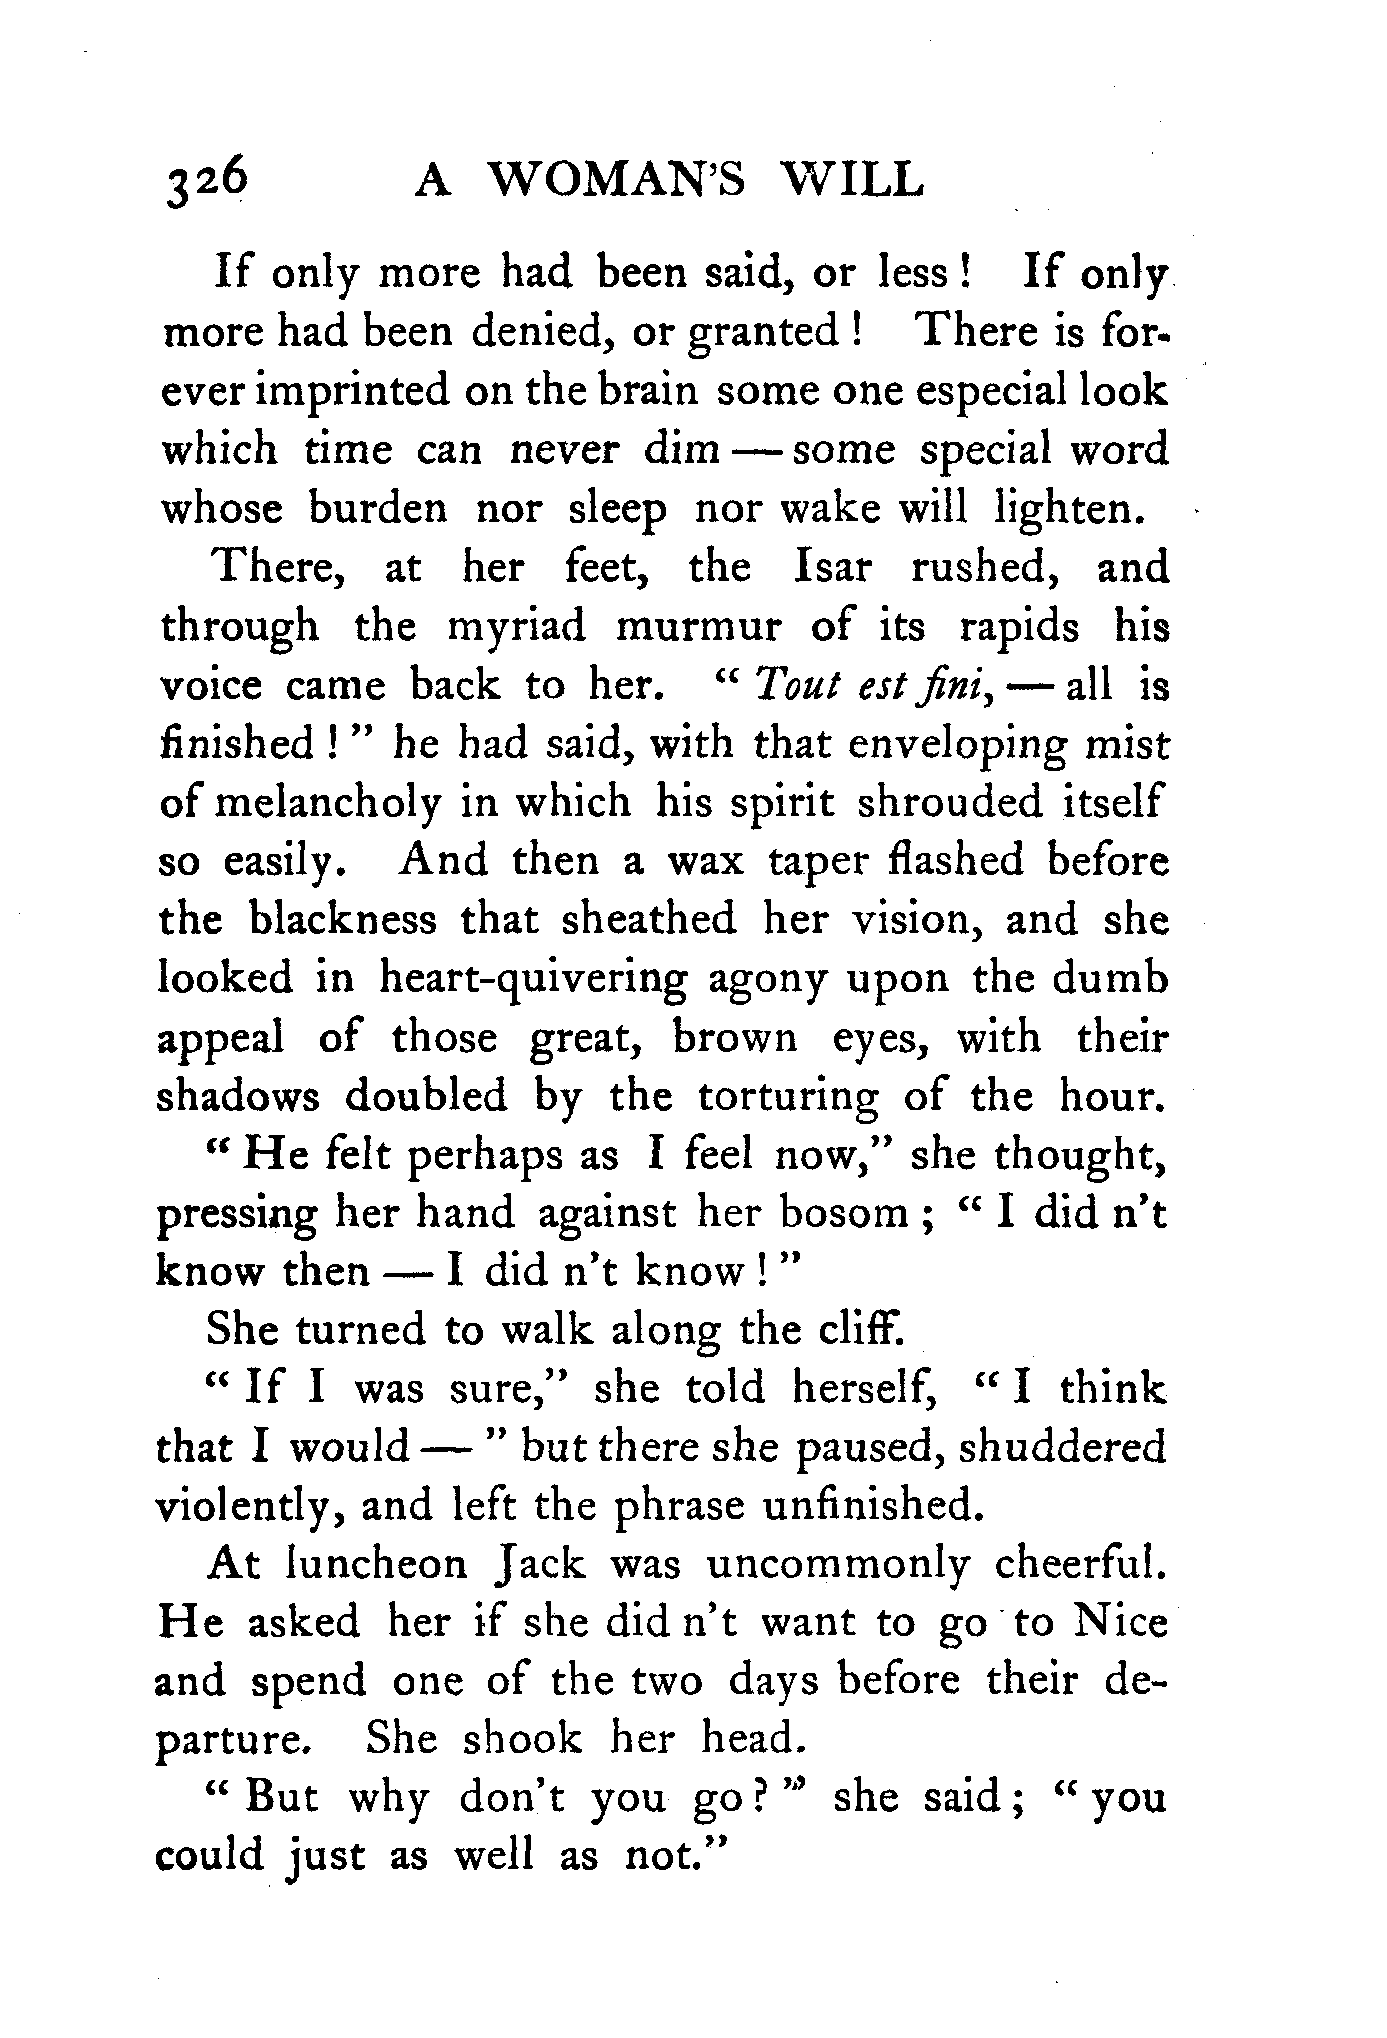 326 A WOMAN'S WILL
If only more had been said, or less! If only
more had been denied, or granted! There is for-
ever imprinted on the brain some one especial look
which time can never dim — some special word
whose burden nor sleep nor wake will lighten.
There, at her feet, the Isar rushed, and
through the myriad murmur of its rapids his
voice came back to her. "Tout est fini, — all is
finished!" he had said, with that enveloping mist
of melancholy in which his spirit shrouded itself
so easily. And then a wax taper flashed before
the blackness that sheathed her vision, and she
looked in heart-quivering agony upon the dumb
appeal of those great, brown eyes, with their
shadows doubled by the torturing of the hour.
"He felt perhaps as I feel now," she thought,
pressing her hand against her bosom; "I did n't
know then — I did n't know!"
She turned to walk along the cliff.
"If I was sure," she told herself, "I think
that I would — " but there she paused, shuddered
violently, and left the phrase unfinished.
At luncheon Jack was uncommonly cheerful.
He asked her if she did n't want to go to Nice
and spend one of the two days before their de-
parture. She shook her head.
"But why don't you go?" she said; "you
could just as well as not."